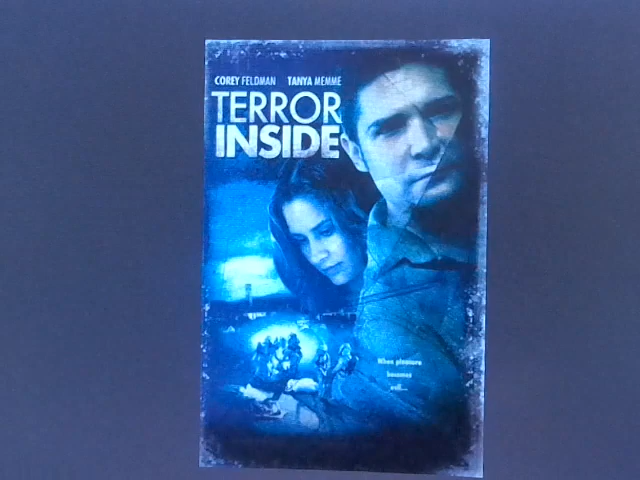 COREY FELDMAN TANYA MEMME
TERROR
INSIDE
When pleasure
becomes
evil...